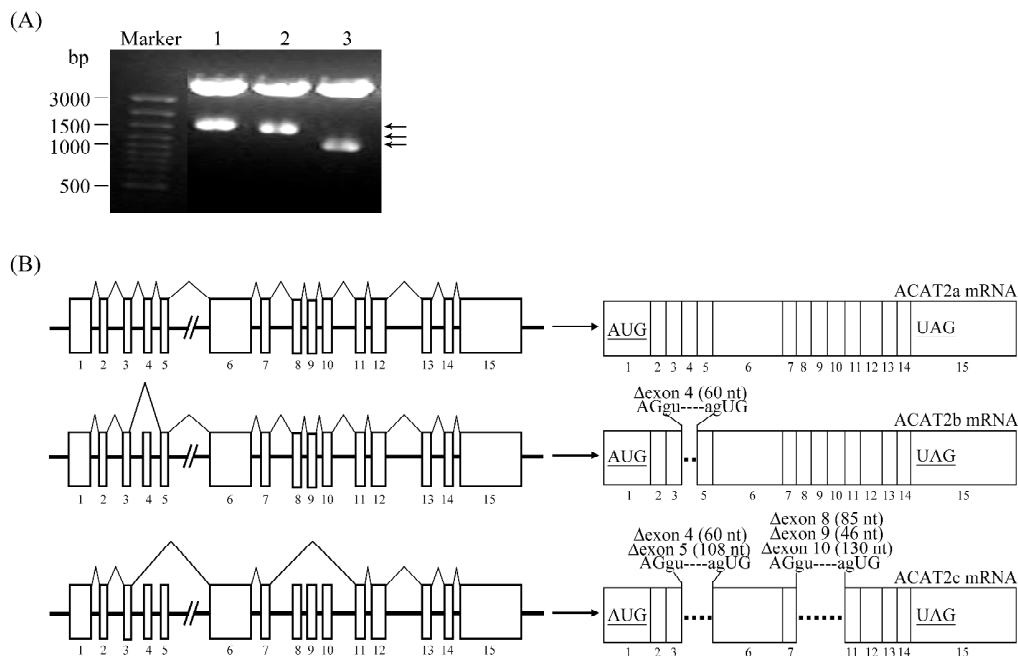 (A)
Marker 1 2 3
bp
3000
1500
1000
500
(B)
1 2 3 4 5 6 7 8 9 10 11 12 13 14 15
ACAT2a mRNA
AUG UAG
1 2 3 4 5 6 7 8 9 10 11 12 13 14 15
1 2 3 4 5 6 7 8 9 10 11 12 13 14 15
Δexon 4 (60 nt)
AGgu----agUG
ACAT2b mRNA
AUG UAG
1 2 3 5 6 7 8 9 10 11 12 13 14 15
1 2 3 4 5 6 7 8 9 10 11 12 13 14 15
Δexon 4 (60 nt)
Δexon 5 (108 nt)
AGgu----agUG
Δexon 8 (85 nt)
Δexon 9 (46 nt)
Δexon 10 (130 nt)
AGgu----agUG
ACAT2c mRNA
AUG UAG
1 2 3 6 7 11 12 13 14 15